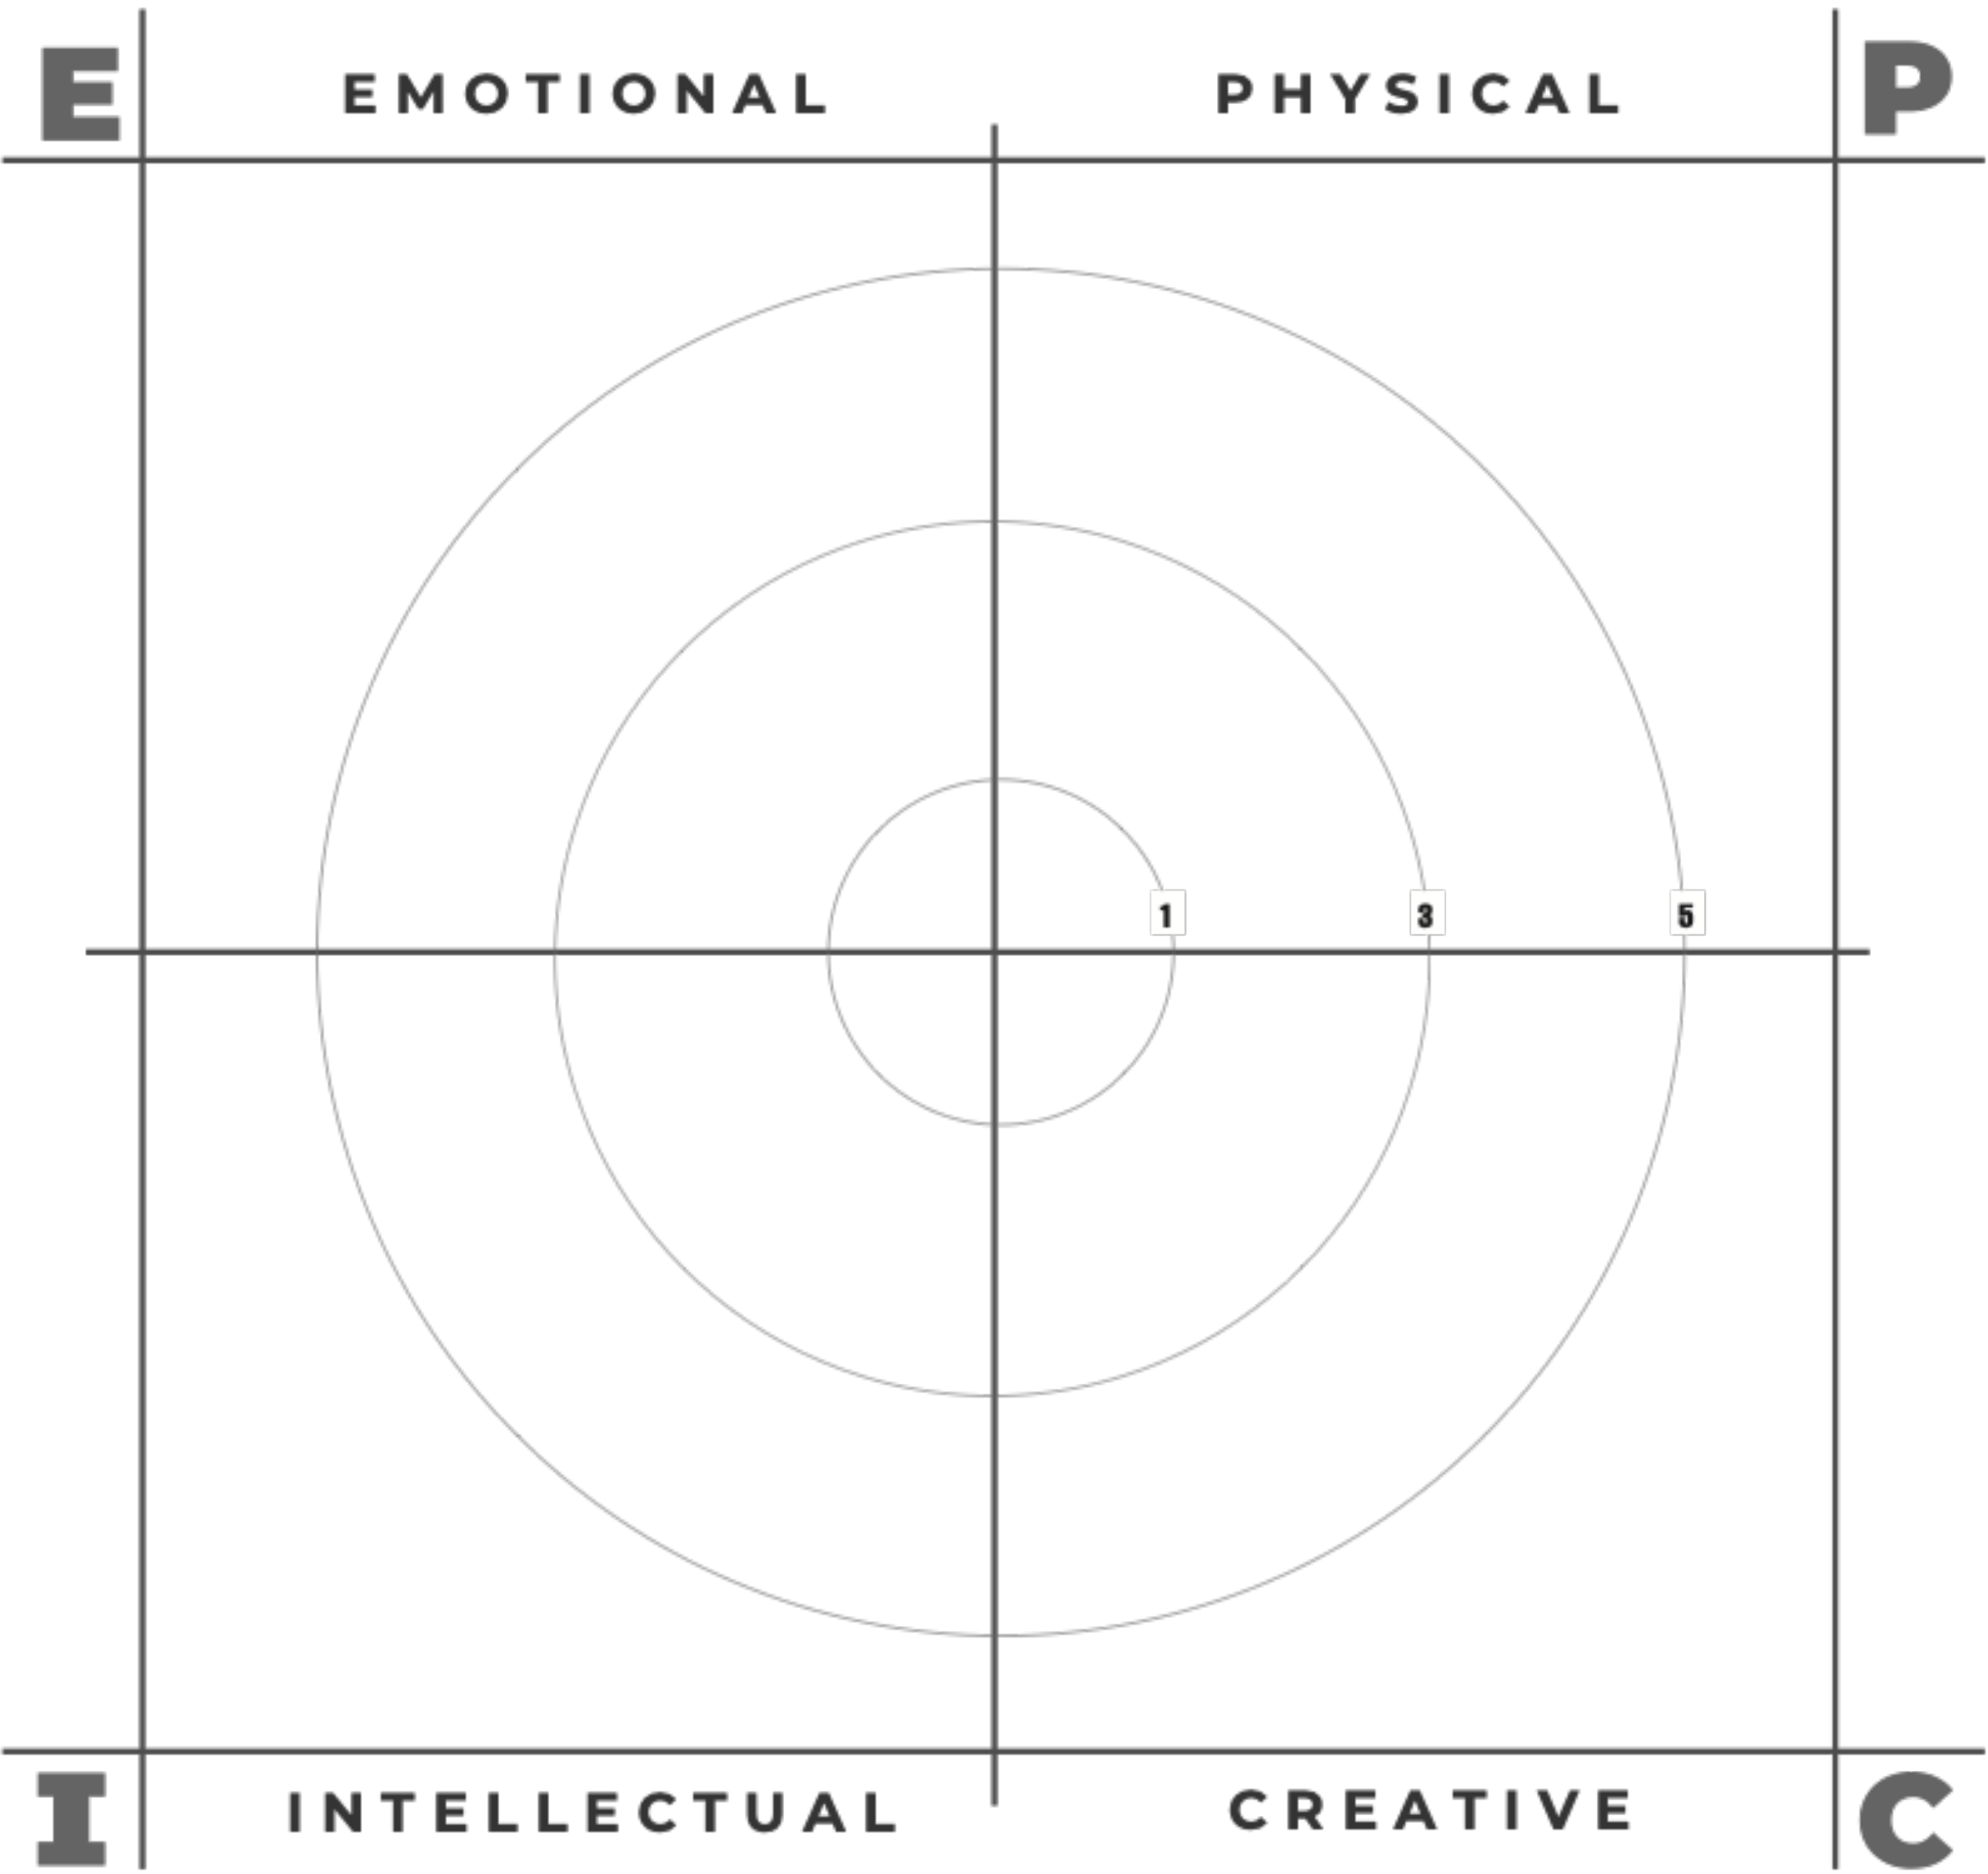 E
EMOTIONAL
PHYSICAL
P
1
3
5
I
INTELLECTUAL
CREATIVE
C